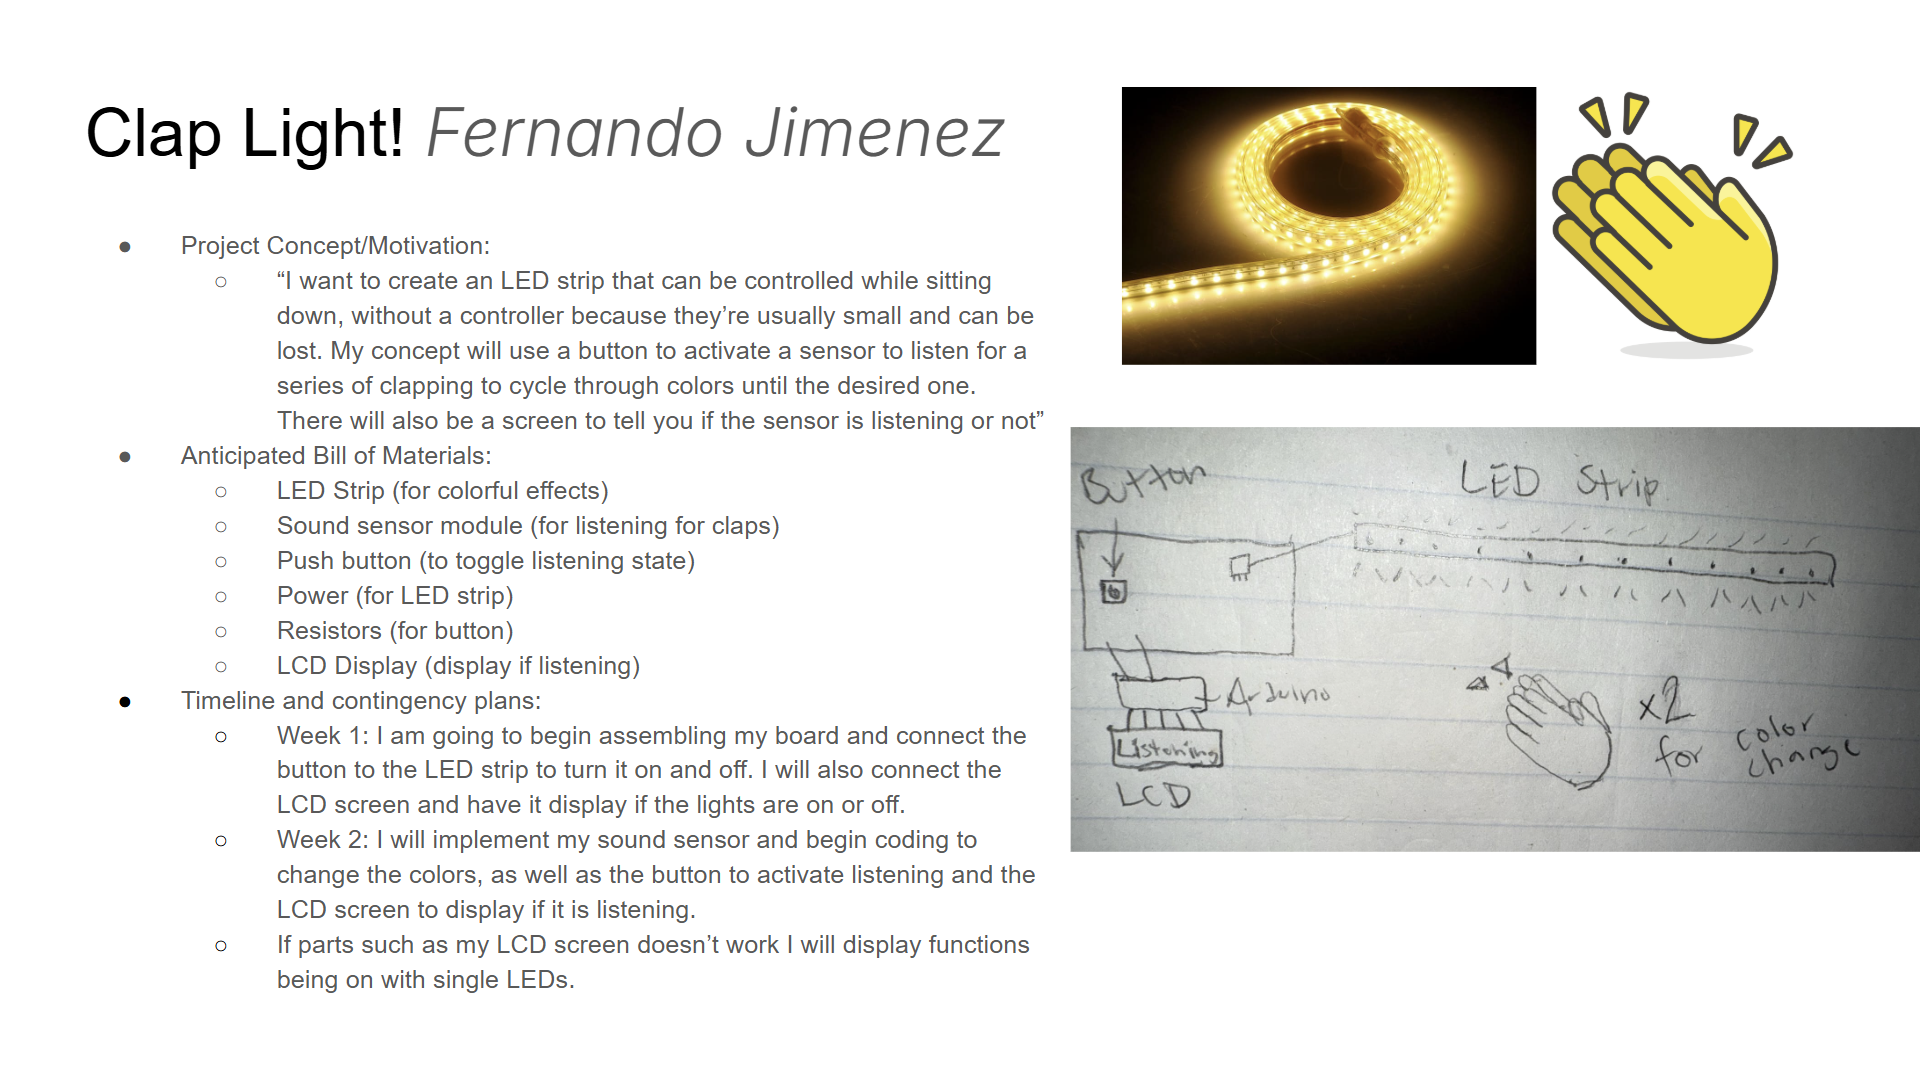 Clap Light! Fernando Jimenez
● Project Concept/Motivation:
○ “I want to create an LED strip that can be controlled while sitting
down, without a controller because they’re usually small and can be
lost. My concept will use a button to activate a sensor to listen for a
series of clapping to cycle through colors until the desired one.
There will also be a screen to tell you if the sensor is listening or not”
● Anticipated Bill of Materials:
○ LED Strip (for colorful effects)
○ Sound sensor module (for listening for claps)
○ Push button (to toggle listening state)
○ Power (for LED strip)
○ Resistors (for button)
○ LCD Display (display if listening)
● Timeline and contingency plans:
○ Week 1: I am going to begin assembling my board and connect the
button to the LED strip to turn it on and off. I will also connect the
LCD screen and have it display if the lights are on or off.
○ Week 2: I will implement my sound sensor and begin coding to
change the colors, as well as the button to activate listening and the
LCD screen to display if it is listening.
○ If parts such as my LCD screen doesn’t work I will display functions
being on with single LEDs.
Button
LED Strip
Arduino
Listening
LCD
x2
for color
change